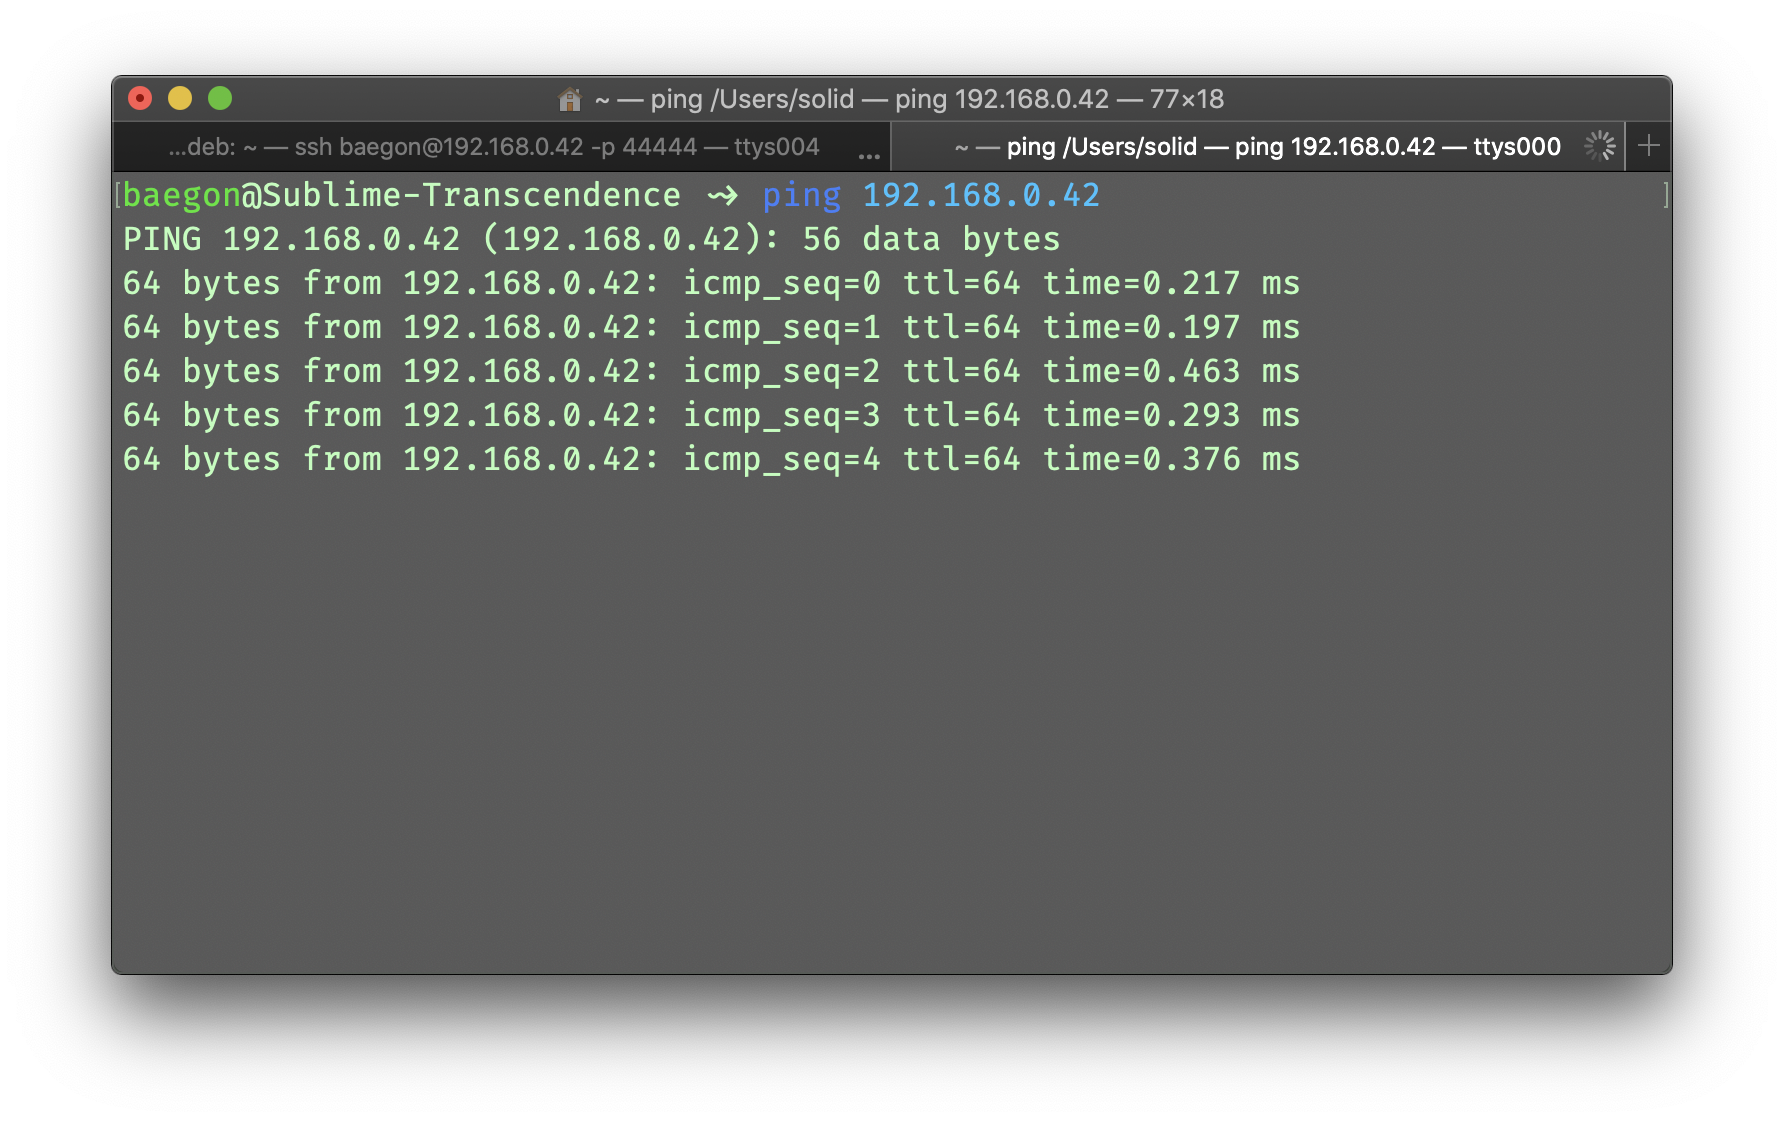 ~ — ping /Users/solid — ping 192.168.0.42 — 77×18
...deb: ~ — ssh baegon@192.168.0.42 -p 44444 — ttys004 ...
~ — ping /Users/solid — ping 192.168.0.42 — ttys000 +
[baegon@Sublime-Transcendence ⤳ ping 192.168.0.42 ]
PING 192.168.0.42 (192.168.0.42): 56 data bytes
64 bytes from 192.168.0.42: icmp_seq=0 ttl=64 time=0.217 ms
64 bytes from 192.168.0.42: icmp_seq=1 ttl=64 time=0.197 ms
64 bytes from 192.168.0.42: icmp_seq=2 ttl=64 time=0.463 ms
64 bytes from 192.168.0.42: icmp_seq=3 ttl=64 time=0.293 ms
64 bytes from 192.168.0.42: icmp_seq=4 ttl=64 time=0.376 ms